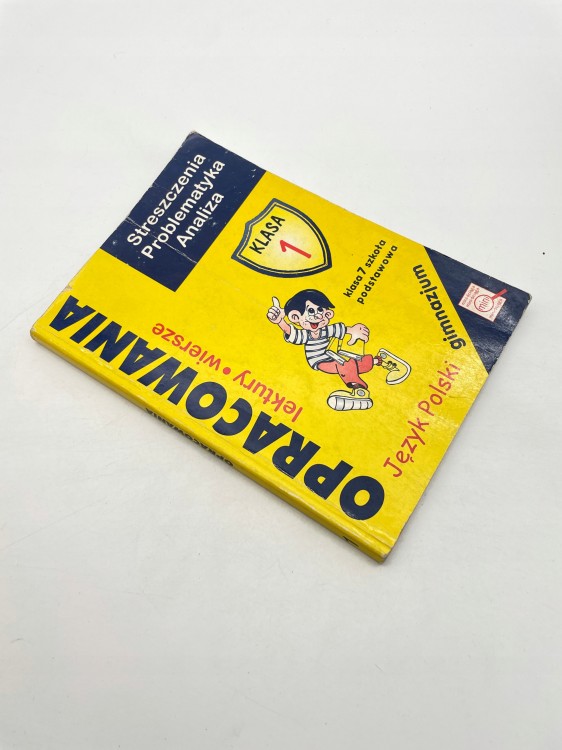 Streszczenia
Problematyka
Analiza
KLASA
1
klasa 7 szkoła
podstawowa
gimnazjum
OPRACOWANIA
lektury • wiersze
Język Polski